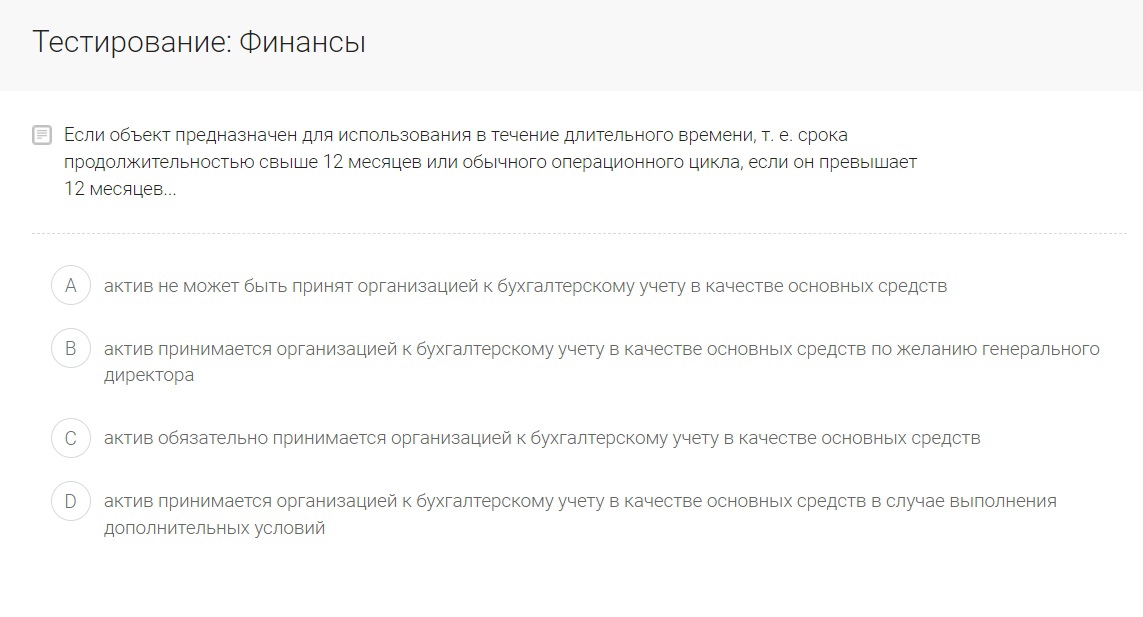 Тестирование: Финансы
Если объект предназначен для использования в течение длительного времени, т. е. срока
продолжительностью свыше 12 месяцев или обычного операционного цикла, если он превышает
12 месяцев...
A актив не может быть принят организацией к бухгалтерскому учету в качестве основных средств
B актив принимается организацией к бухгалтерскому учету в качестве основных средств по желанию генерального
директора
C актив обязательно принимается организацией к бухгалтерскому учету в качестве основных средств
D актив принимается организацией к бухгалтерскому учету в качестве основных средств в случае выполнения
дополнительных условий